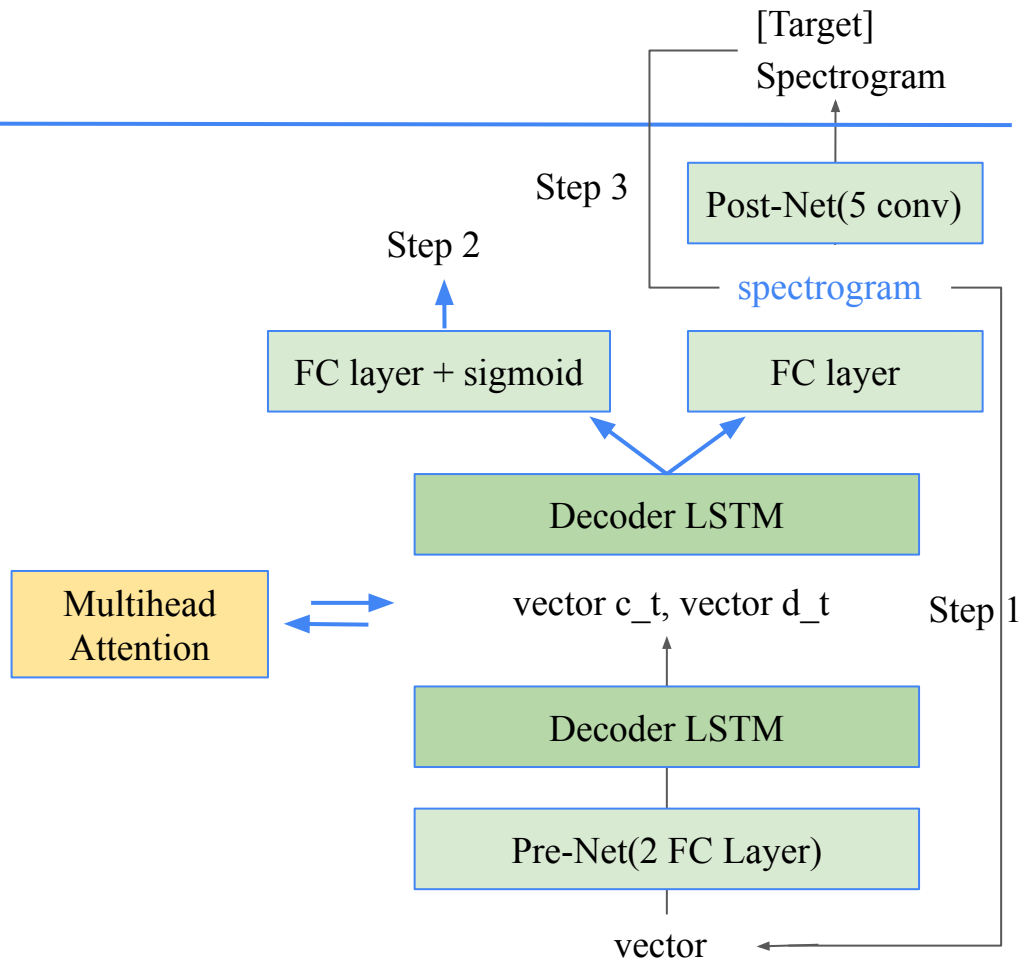 [Target]
Spectrogram
Step 3
Post-Net(5 conv)
Step 2
spectrogram
FC layer + sigmoid
FC layer
Decoder LSTM
Multihead
Attention
vector c_t, vector d_t
Step 1
Decoder LSTM
Pre-Net(2 FC Layer)
vector